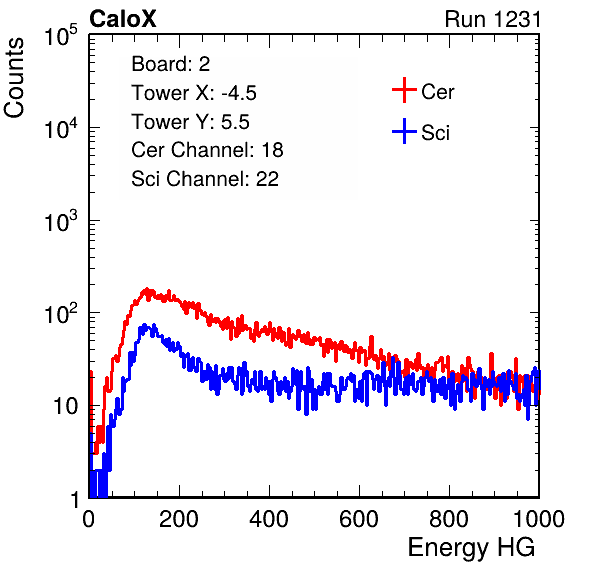 CaloX Run 1231
Counts
10^5
10^4
10^3
10^2
10
1
Board: 2
Tower X: -4.5
Tower Y: 5.5
Cer Channel: 18
Sci Channel: 22
Cer
Sci
0 200 400 600 800 1000
Energy HG